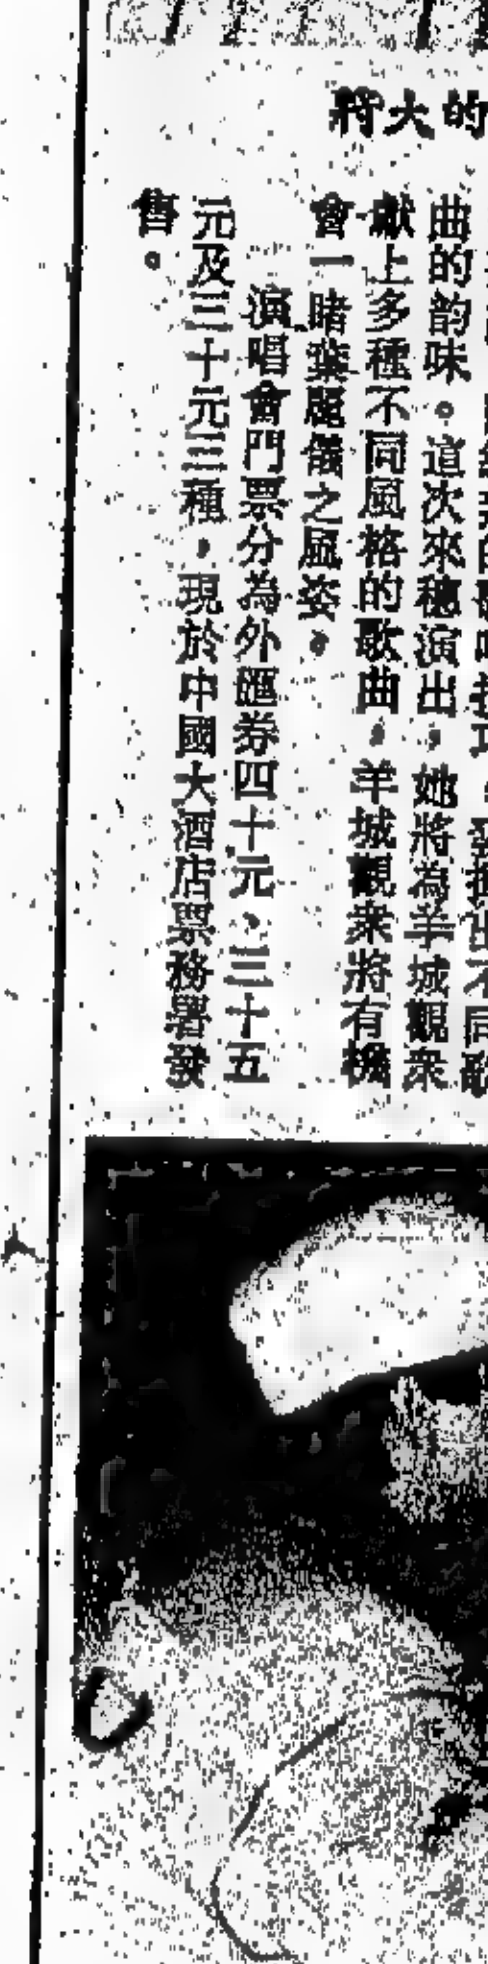 的大将
曲的韵味。這次來穗演出，她將為羊城觀衆
獻上多種不同風格的歌曲，羊城觀衆將有機
會一睹葉麗儀之風姿。
演唱會門票分為外匯券四十元、三十五
元及三十元三種，現於中國大酒店票務署發
售。